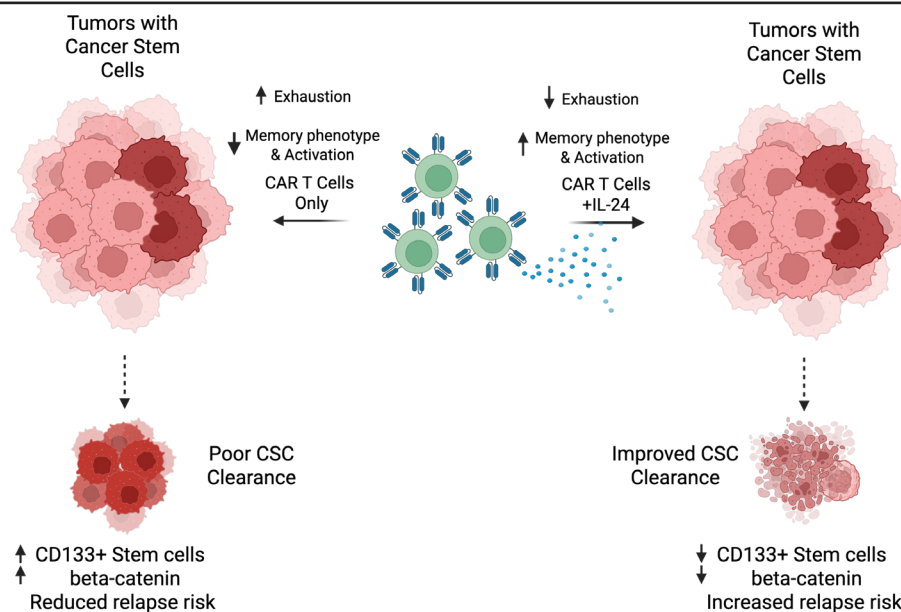 Tumors with
Cancer Stem
Cells
↑ Exhaustion
↓ Memory phenotype
& Activation
CAR T Cells
Only
↓ Exhaustion
↑ Memory phenotype
& Activation
CAR T Cells
+IL-24
Tumors with
Cancer Stem
Cells
Poor CSC
Clearance
↑ CD133+ Stem cells
↑ beta-catenin
Reduced relapse risk
Improved CSC
Clearance
↓ CD133+ Stem cells
↓ beta-catenin
Increased relapse risk